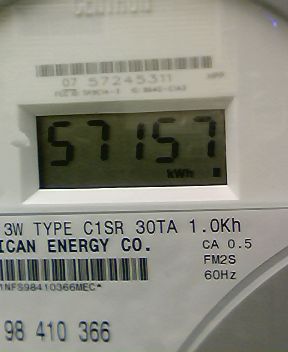 07 57245311
57157
kWh
3W TYPE C1SR 30TA 1.0Kh
ICAN ENERGY CO.
CA 0.5
FM2S
60Hz
1NFS98410366MEC*
98 410 366